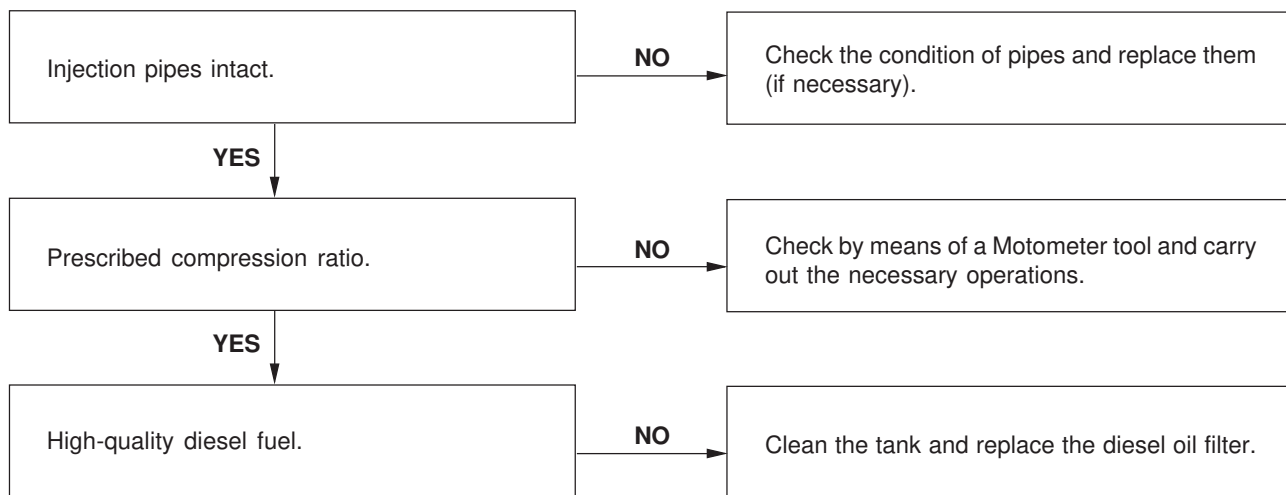 Injection pipes intact.
NO
Check the condition of pipes and replace them
(if necessary).
YES
Prescribed compression ratio.
NO
Check by means of a Motometer tool and carry
out the necessary operations.
YES
High-quality diesel fuel.
NO
Clean the tank and replace the diesel oil filter.